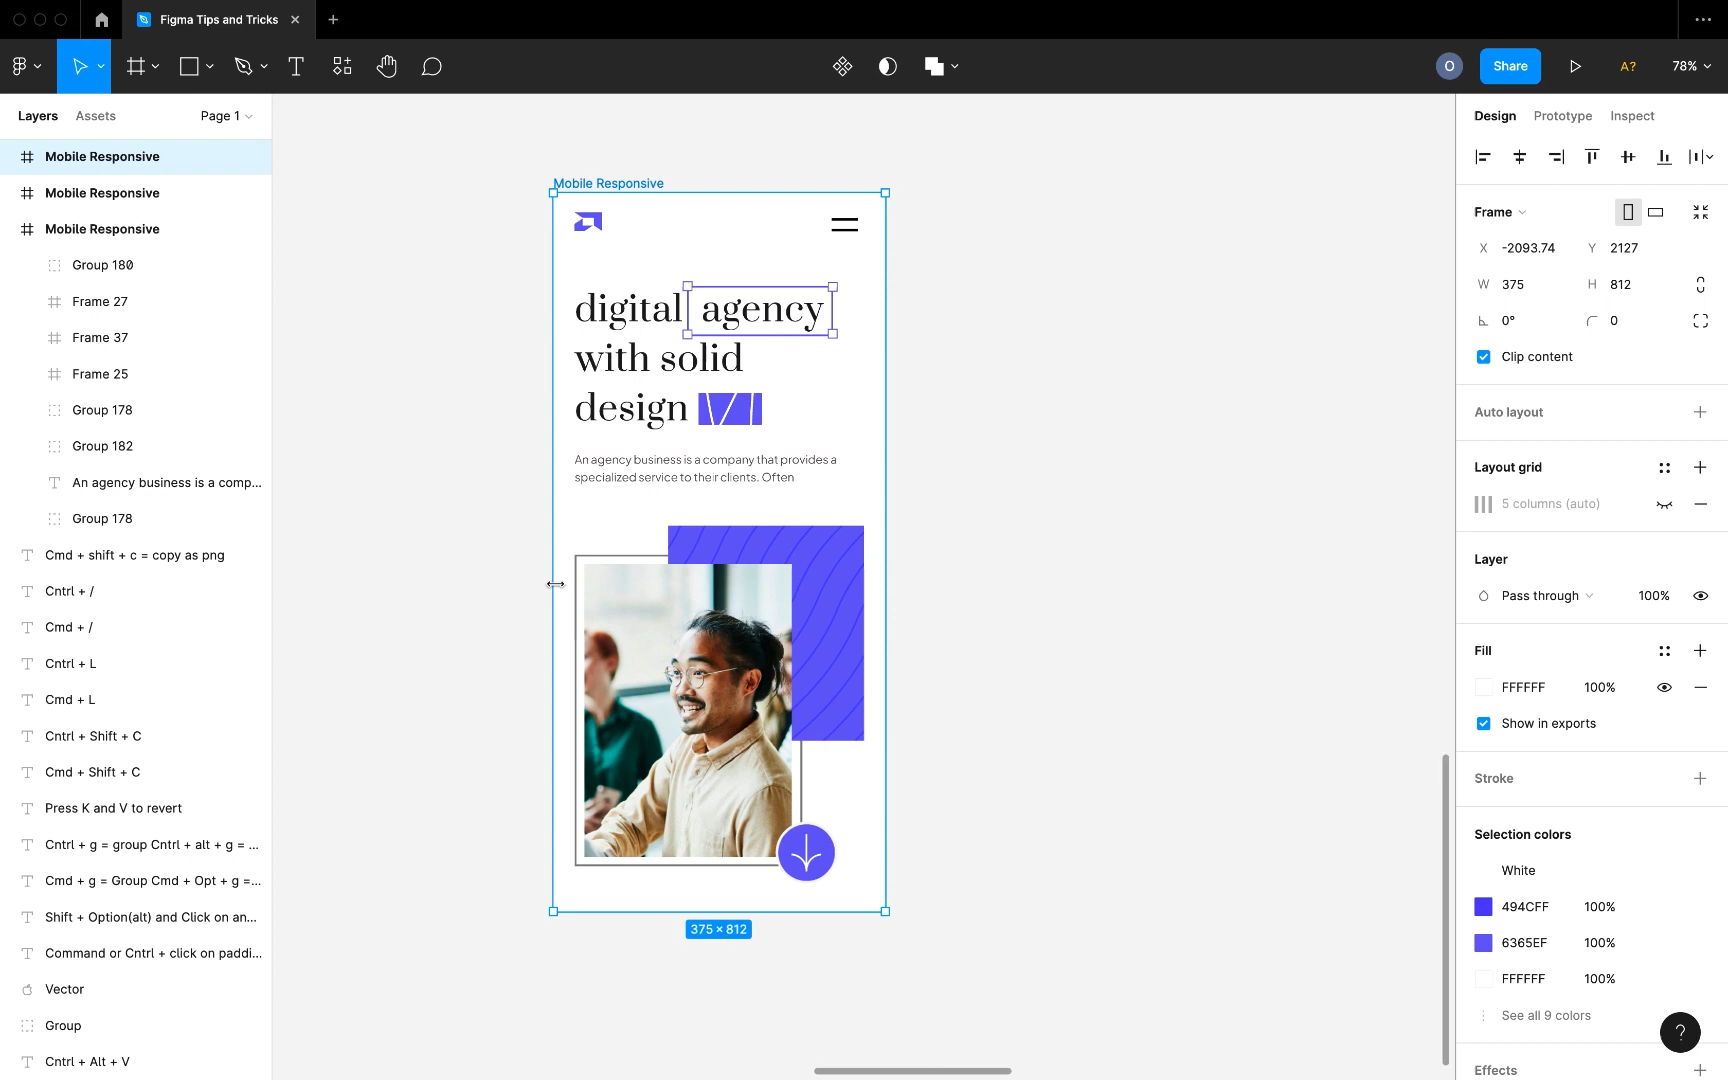 Figma Tips and Tricks
O
Share
A?
78%
Layers
Assets
Page 1
Mobile Responsive
Mobile Responsive
Mobile Responsive
Group 180
Frame 27
Frame 37
Frame 25
Group 178
Group 182
An agency business is a comp...
Group 178
Cmd + shift + c = copy as png
Cntrl + /
Cmd + /
Cntrl + L
Cmd + L
Cntrl + Shift + C
Cmd + Shift + C
Press K and V to revert
Cntrl + g = group Cntrl + alt + g = ...
Cmd + g = Group Cmd + Opt + g =...
Shift + Option(alt) and Click on an...
Command or Cntrl + click on paddi...
Vector
Group
Cntrl + Alt + V
Mobile Responsive
digital agency
with solid
design
An agency business is a company that provides a
specialized service to their clients. Often
375 × 812
Design
Prototype
Inspect
Frame
X -2093.74 Y 2127
W 375 H 812
0° 0
Clip content
Auto layout
Layout grid
5 columns (auto)
Layer
Pass through 100%
Fill
FFFFFF 100%
Show in exports
Stroke
Selection colors
White
494CFF 100%
6365EF 100%
FFFFFF 100%
See all 9 colors
?
Effects